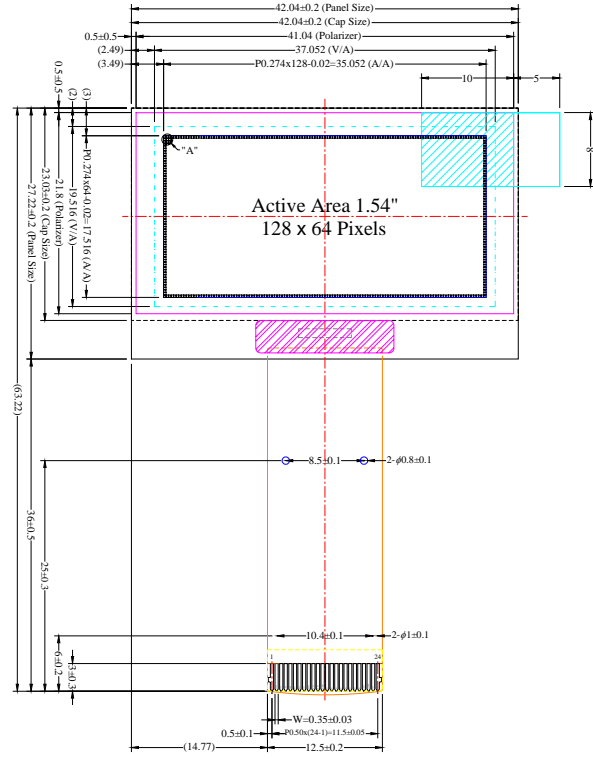 42.04±0.2 (Panel Size)
42.04±0.2 (Cap Size)
0.5±0.5
41.04 (Polarizer)
(2.49)
37.052 (V/A)
(3.49)
P0.274x128-0.02=35.052 (A/A)
10
5
0.5±0.5
(2)
(3)
8
"A"
Active Area 1.54"
128 x 64 Pixels
P0.274x64-0.02=17.516 (A/A)
19.516 (V/A)
21.8 (Polarizer)
23.03±0.2 (Cap Size)
27.22±0.2 (Panel Size)
(63.22)
36±0.5
25±0.3
8.5±0.1
2-ϕ0.8±0.1
10.4±0.1
2-ϕ1±0.1
6±0.2
3±0.3
1
24
W=0.35±0.03
0.5±0.1
P0.50x(24-1)=11.5±0.05
(14.77)
12.5±0.2